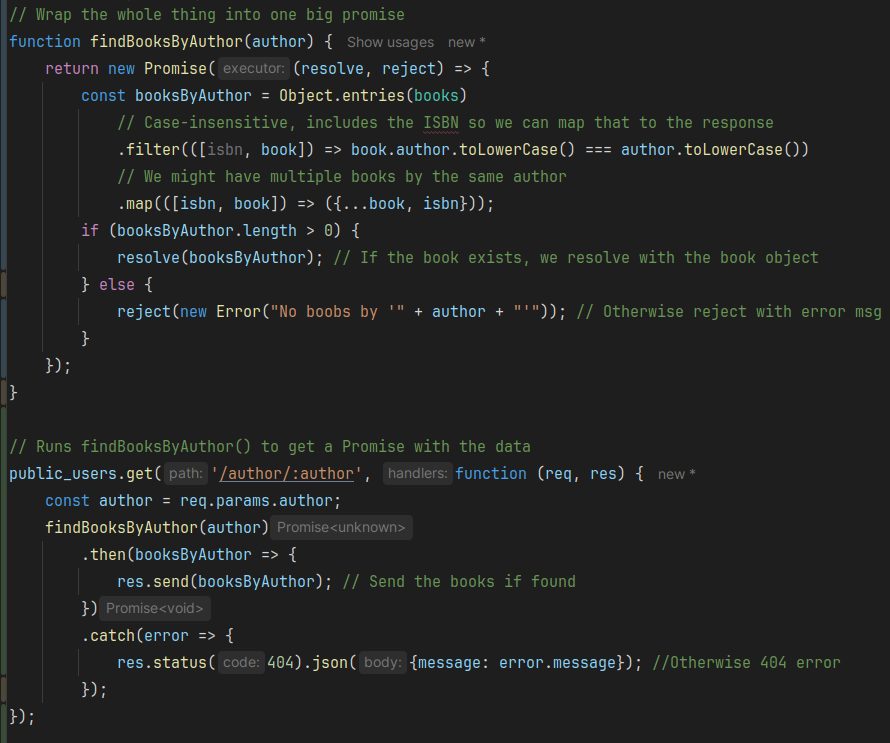 // Wrap the whole thing into one big promise
function findBooksByAuthor(author) { Show usages new *
return new Promise( executor: (resolve, reject) => {
const booksByAuthor = Object.entries(books)
// Case-insensitive, includes the ISBN so we can map that to the response
.filter(([isbn, book]) => book.author.toLowerCase() === author.toLowerCase())
// We might have multiple books by the same author
.map(([isbn, book]) => ({...book, isbn}));
if (booksByAuthor.length > 0) {
resolve(booksByAuthor); // If the book exists, we resolve with the book object
} else {
reject(new Error("No boobs by '" + author + "'")); // Otherwise reject with error msg
}
});
}
// Runs findBooksByAuthor() to get a Promise with the data
public_users.get( path: '/author/:author', handlers: function (req, res) { new *
const author = req.params.author;
findBooksByAuthor(author) Promise<unknown>
.then(booksByAuthor => {
res.send(booksByAuthor); // Send the books if found
}) Promise<void>
.catch(error => {
res.status( code: 404).json( body: {message: error.message}); //Otherwise 404 error
});
});